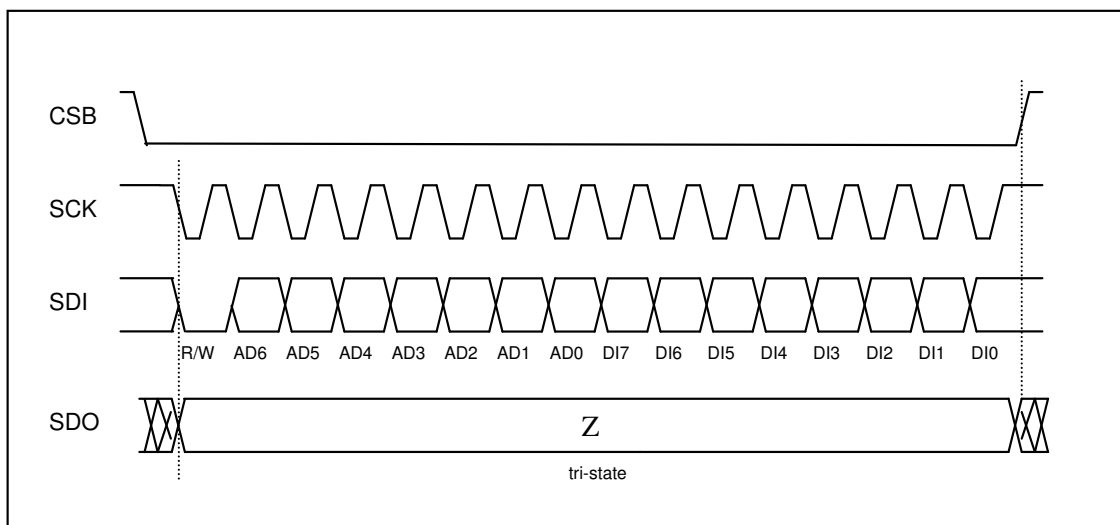 CSB
SCK
SDI
R/W AD6 AD5 AD4 AD3 AD2 AD1 AD0 DI7 DI6 DI5 DI4 DI3 DI2 DI1 DI0
SDO
Z
tri-state